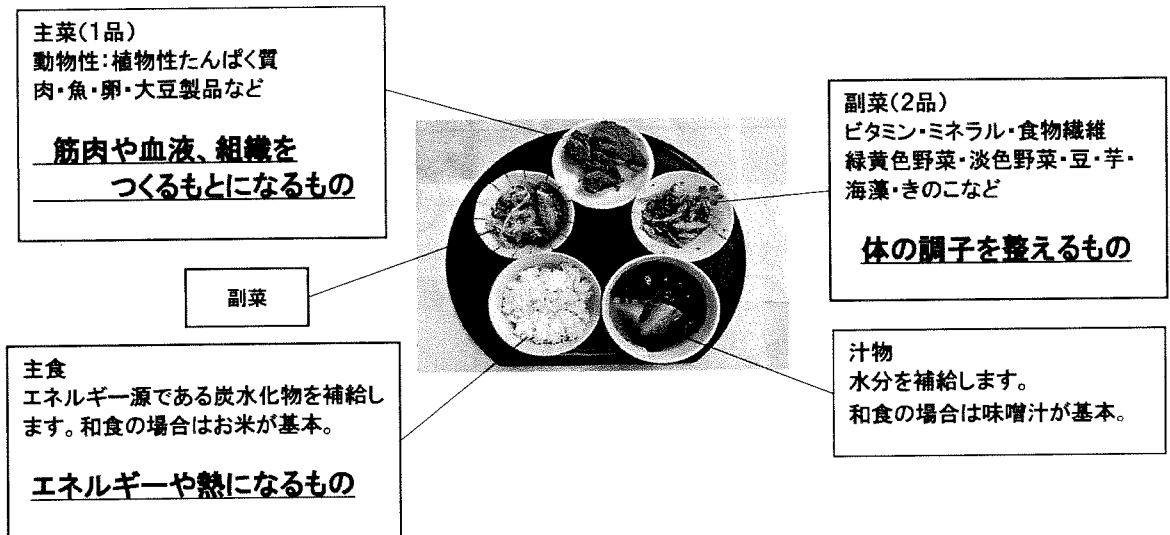 主菜(1品)
動物性:植物性たんぱく質
肉・魚・卵・大豆製品など
筋肉や血液、組織を
つくるもとになるもの
副菜(2品)
ビタミン・ミネラル・食物繊維
緑黄色野菜・淡色野菜・豆・芋・
海藻・きのこなど
体の調子を整えるもの
副菜
主食
エネルギー源である炭水化物を補給し
ます。和食の場合はお米が基本。
エネルギーや熱になるもの
汁物
水分を補給します。
和食の場合は味噌汁が基本。